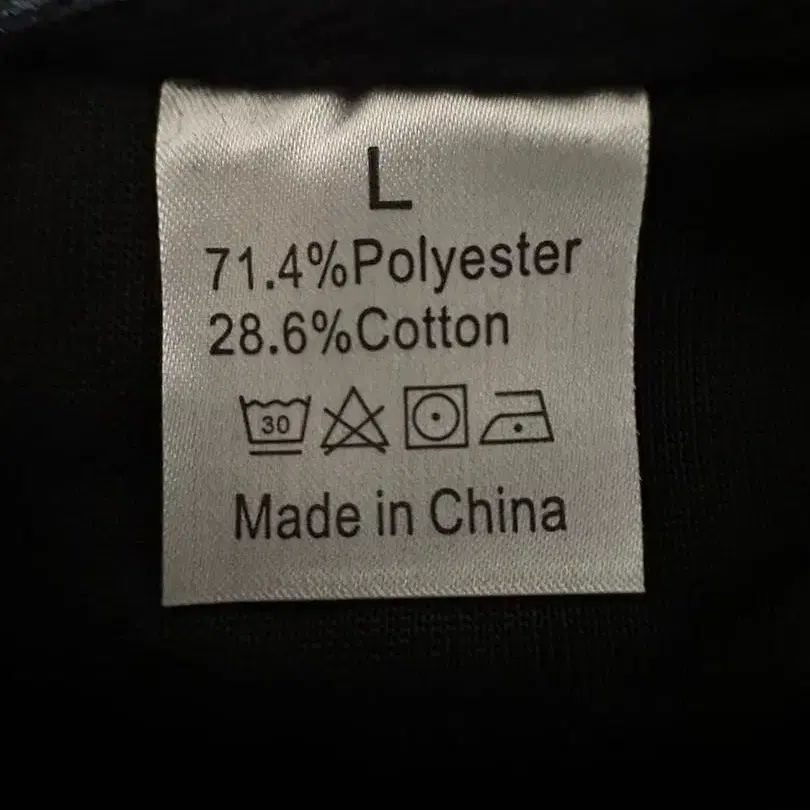 L
71.4%Polyester
28.6%Cotton
30
Made in China